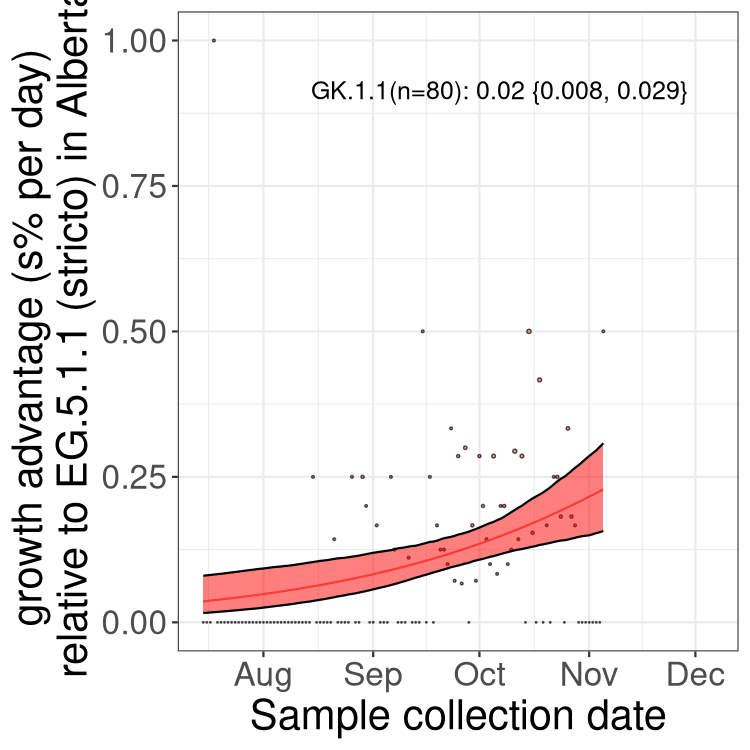 growth advantage (s% per day)
relative to EG.5.1.1 (stricto) in Alberta
1.00
0.75
0.50
0.25
0.00
GK.1.1(n=80): 0.02 {0.008, 0.029}
Aug Sep Oct Nov Dec
Sample collection date